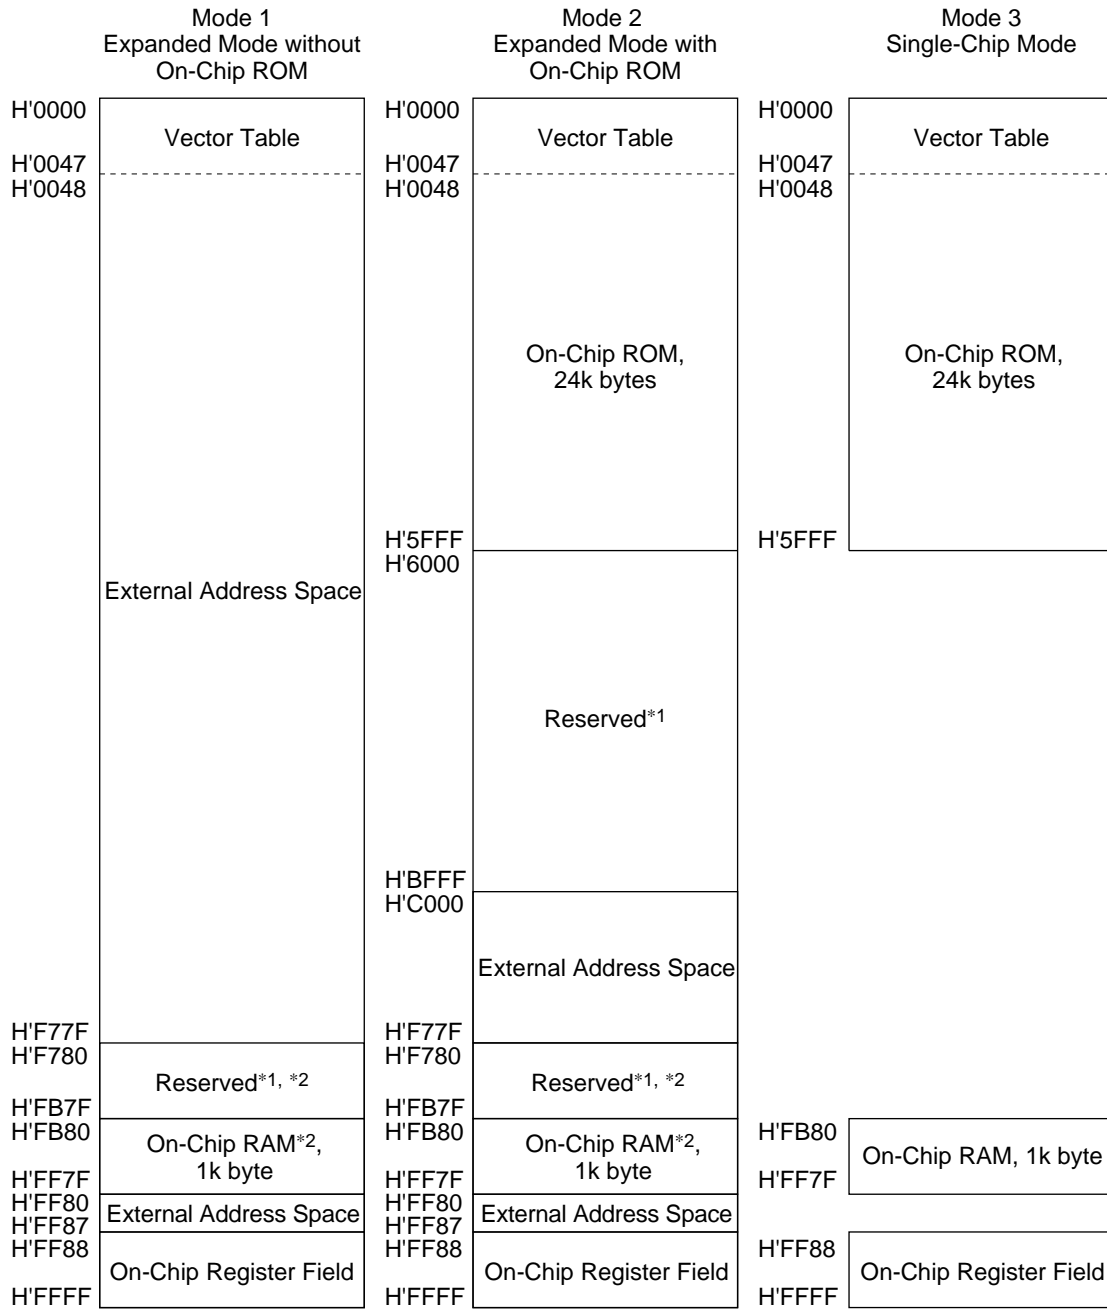 Mode 1
Expanded Mode without
On-Chip ROM
H'0000
Vector Table
H'0047
H'0048
External Address Space
H'F77F
H'F780
Reserved*1, *2
H'FB7F
H'FB80
On-Chip RAM*2,
1k byte
H'FF7F
H'FF80
External Address Space
H'FF87
H'FF88
On-Chip Register Field
H'FFFF
Mode 2
Expanded Mode with
On-Chip ROM
H'0000
Vector Table
H'0047
H'0048
On-Chip ROM,
24k bytes
H'5FFF
H'6000
Reserved*1
H'BFFF
H'C000
External Address Space
H'F77F
H'F780
Reserved*1, *2
H'FB7F
H'FB80
On-Chip RAM*2,
1k byte
H'FF7F
H'FF80
External Address Space
H'FF87
H'FF88
On-Chip Register Field
H'FFFF
Mode 3
Single-Chip Mode
H'0000
Vector Table
H'0047
H'0048
On-Chip ROM,
24k bytes
H'5FFF
H'FB80
On-Chip RAM, 1k byte
H'FF7F
H'FF88
On-Chip Register Field
H'FFFF